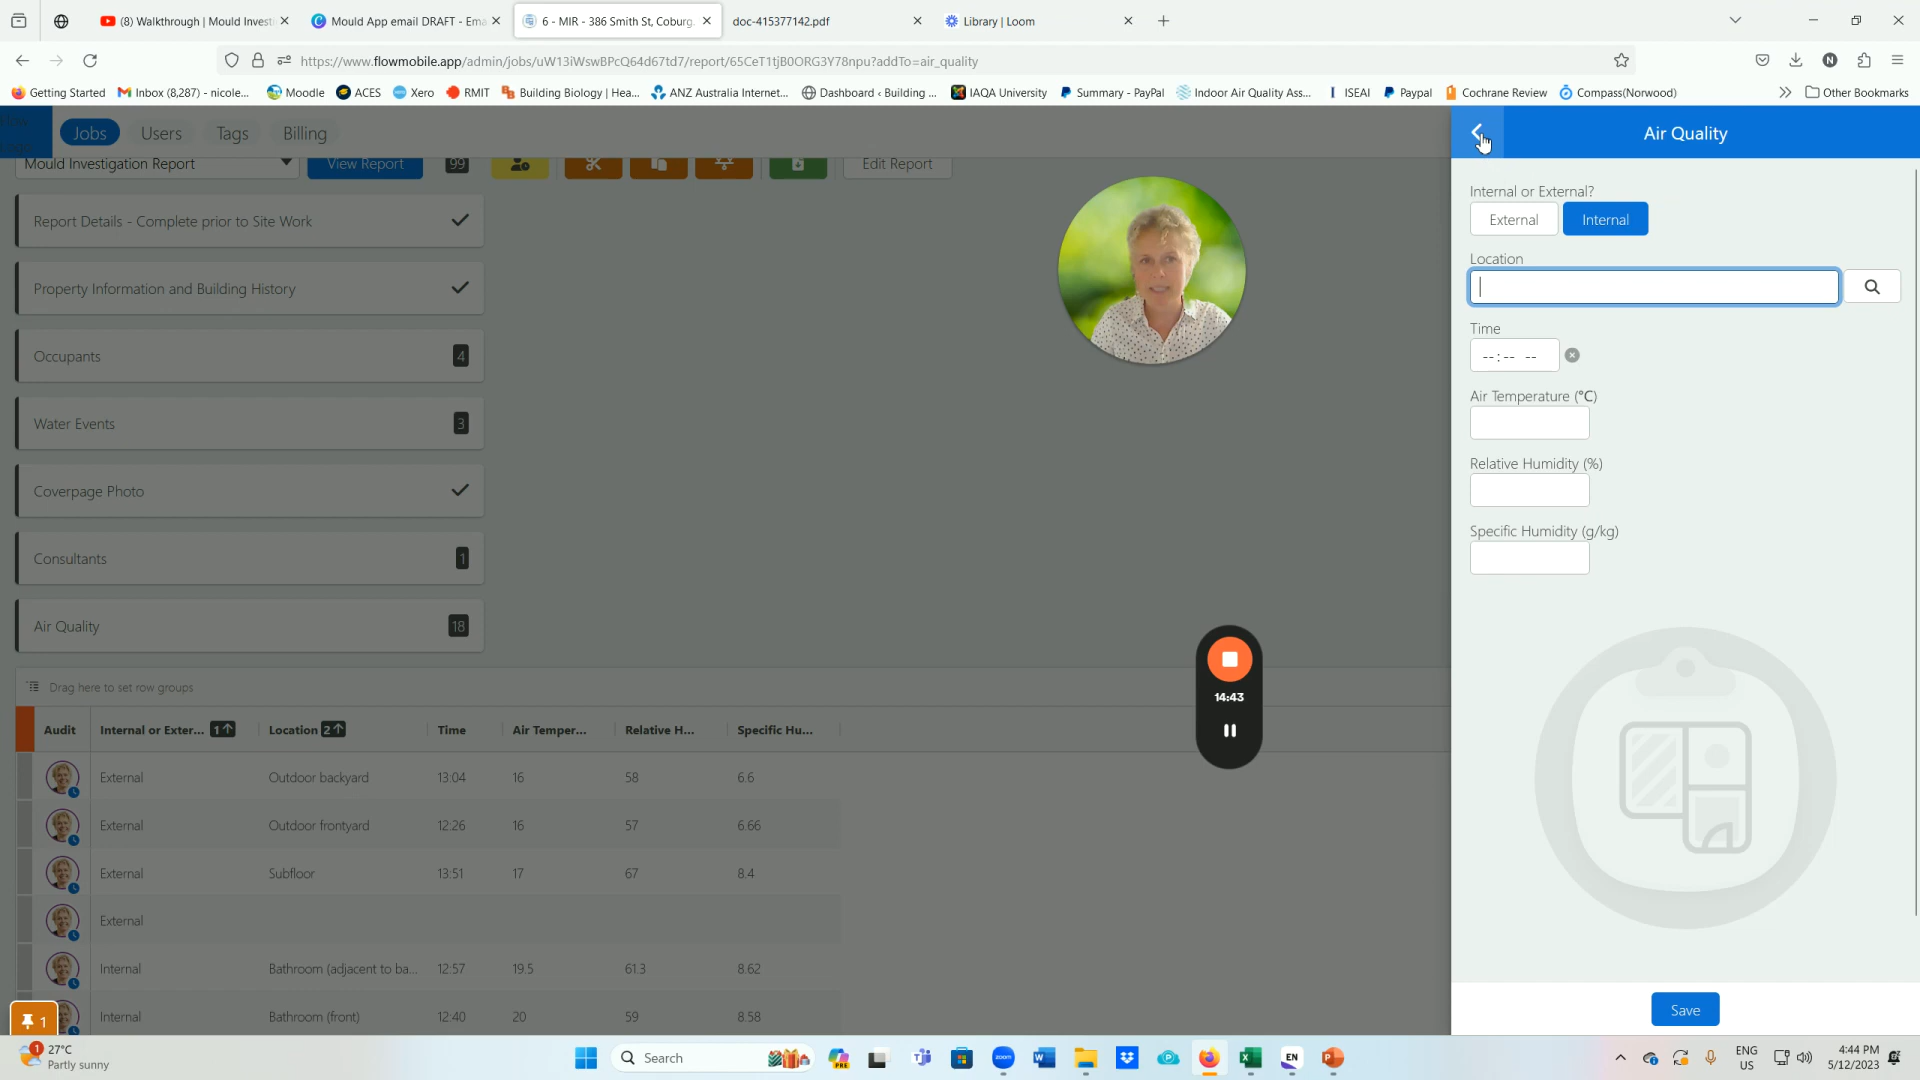 (8) Walkthrough | Mould Investi
Mould App email DRAFT - Ema
6 - MIR - 386 Smith St, Coburg,
doc-415377142.pdf
Library | Loom
https://www.flowmobile.app/admin/jobs/uW13iWswBPcQ64d67td7/report/65CeT1tjB0ORG3Y78npu?addTo=air_quality
N
Getting Started
Inbox (8,287) - nicole...
Moodle
ACES
Xero
RMIT
Building Biology | Hea...
ANZ Australia Internet...
Dashboard ‹ Building ...
IAQA University
Summary - PayPal
Indoor Air Quality Ass...
ISEAI
Paypal
Cochrane Review
Compass(Norwood)
Other Bookmarks
Jobs
Users
Tags
Billing
Air Quality
Mould Investigation Report
View Report
99
Edit Report
Report Details - Complete prior to Site Work
Property Information and Building History
Occupants
4
Water Events
3
Coverpage Photo
Consultants
1
Air Quality
18
Drag here to set row groups
Audit Internal or Exter... 1 Location 2 Time Air Temper... Relative H... Specific Hu...
External Outdoor backyard 13:04 16 58 6.6
External Outdoor frontyard 12:26 16 57 6.66
External Subfloor 13:51 17 67 8.4
External
Internal Bathroom (adjacent to ba... 12:57 19.5 61.3 8.62
Internal Bathroom (front) 12:40 20 59 8.58
1
14:43
Internal or External?
External Internal
Location
Time
--:-- --
Air Temperature (°C)
Relative Humidity (%)
Specific Humidity (g/kg)
Save
1
27°C
Partly sunny
Search
PRE
zoom
EN
ENG
US
4:44 PM
5/12/2023